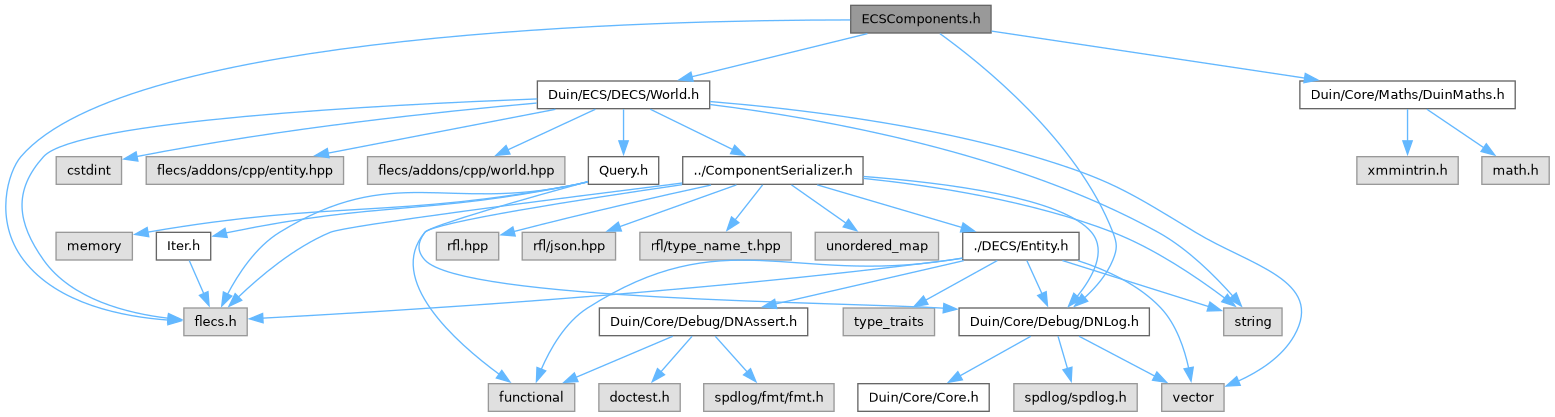 ECSComponents.h
Duin/ECS/DECS/World.h
Duin/Core/Maths/DuinMaths.h
cstdint
flecs/addons/cpp/entity.hpp
flecs/addons/cpp/world.hpp
Query.h
../ComponentSerializer.h
xmmintrin.h
math.h
memory
Iter.h
rfl.hpp
rfl/json.hpp
rfl/type_name_t.hpp
unordered_map
./DECS/Entity.h
flecs.h
Duin/Core/Debug/DNAssert.h
type_traits
Duin/Core/Debug/DNLog.h
string
functional
doctest.h
spdlog/fmt/fmt.h
Duin/Core/Core.h
spdlog/spdlog.h
vector